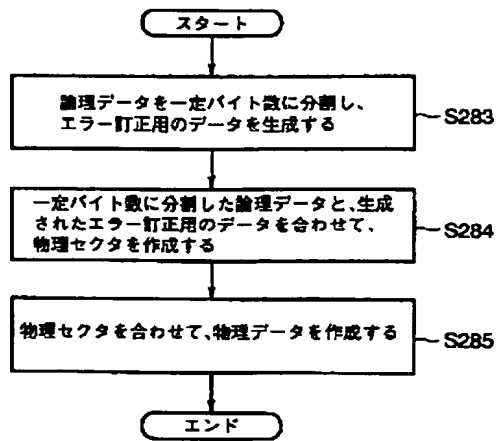 スタート
論理データを一定バイト数に分割し、
エラー訂正用のデータを生成する
S283
一定バイト数に分割した論理データと、生成
されたエラー訂正用のデータを合わせて、
物理セクタを作成する
S284
物理セクタを合わせて、物理データを作成する
S285
エンド